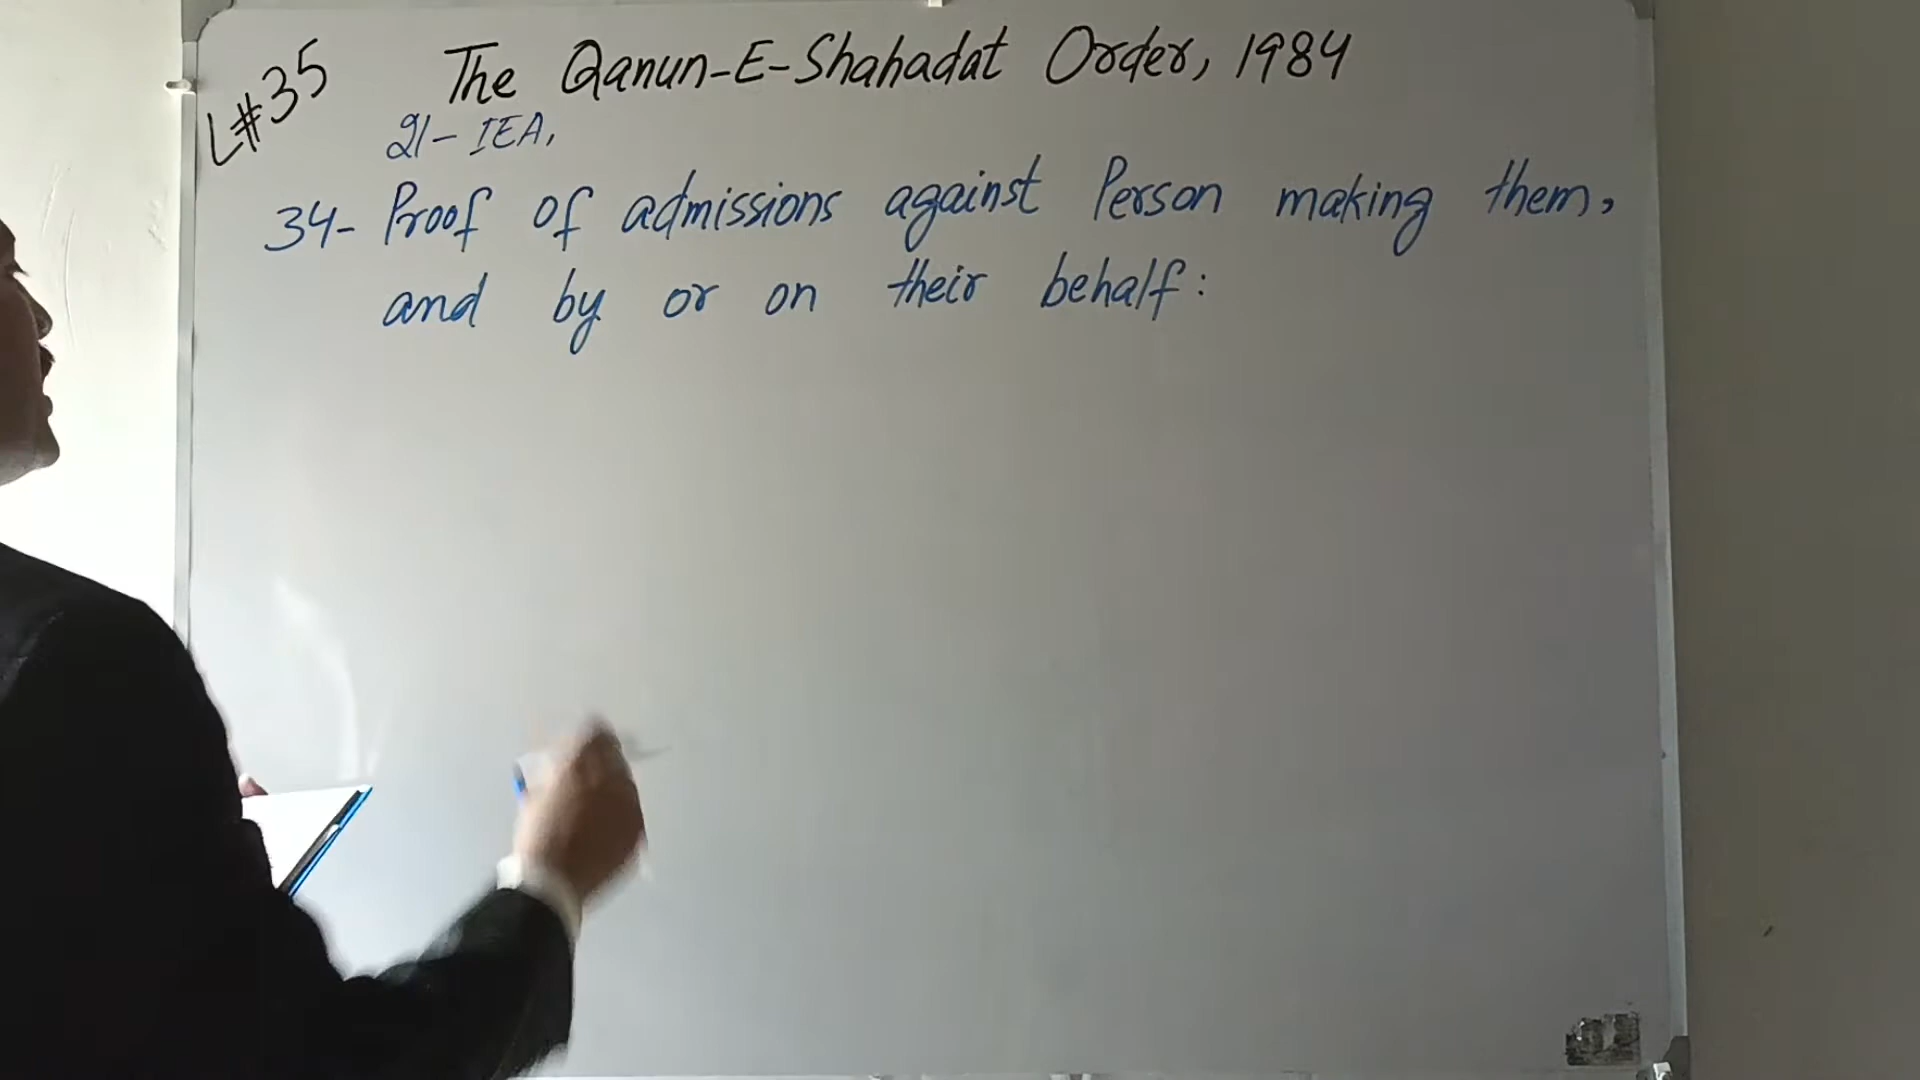 L#35
The Qanun-E-Shahadat Order, 1984
21- IEA,
34- Proof of admissions against Person making them,
and by or on their behalf: